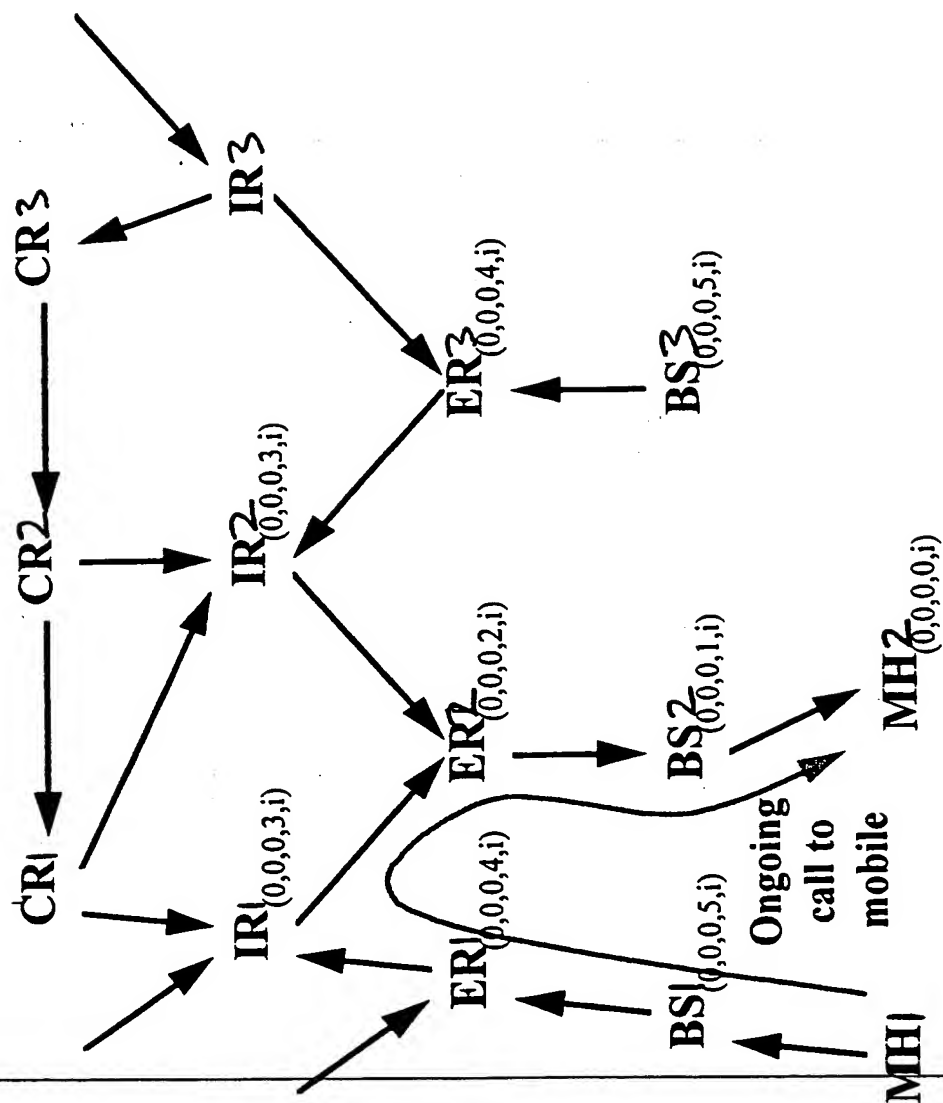 CR1 CR2 CR3
IR1(0,0,0,3,i) IR2(0,0,0,3,i) IR3
ER1(0,0,0,4,i) ER2(0,0,0,2,i) ER3(0,0,0,4,i)
BS1(0,0,0,5,i) BS2(0,0,0,1,i) BS3(0,0,0,5,i)
Ongoing
call to
mobile
MH1 MH2(0,0,0,0,i)